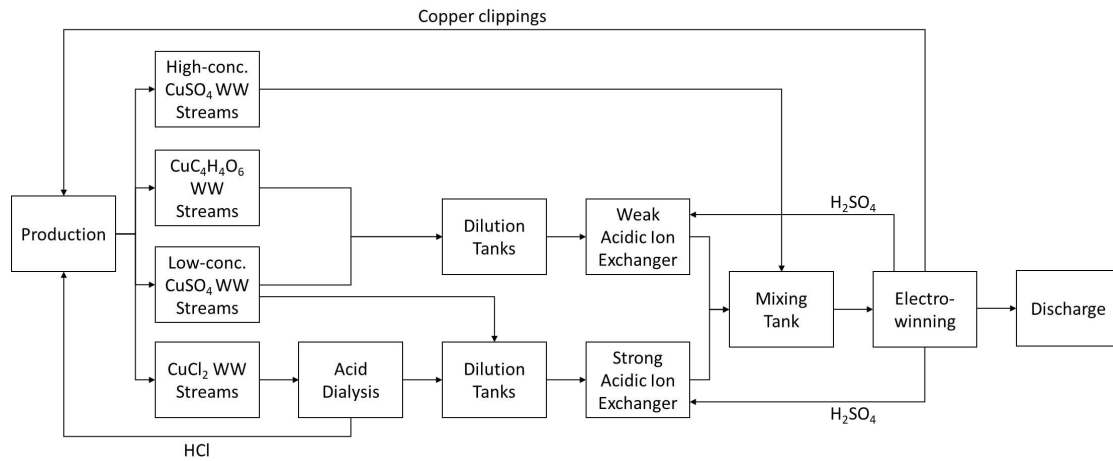 Copper clippings
High-conc.
CuSO₄ WW
Streams
CuC₄H₄O₆
WW
Streams
Production
Low-conc.
CuSO₄ WW
Streams
CuCl₂ WW
Streams
Acid
Dialysis
HCl
Dilution
Tanks
Dilution
Tanks
Weak
Acidic Ion
Exchanger
Strong
Acidic Ion
Exchanger
H₂SO₄
H₂SO₄
Mixing
Tank
Electro-
winning
Discharge